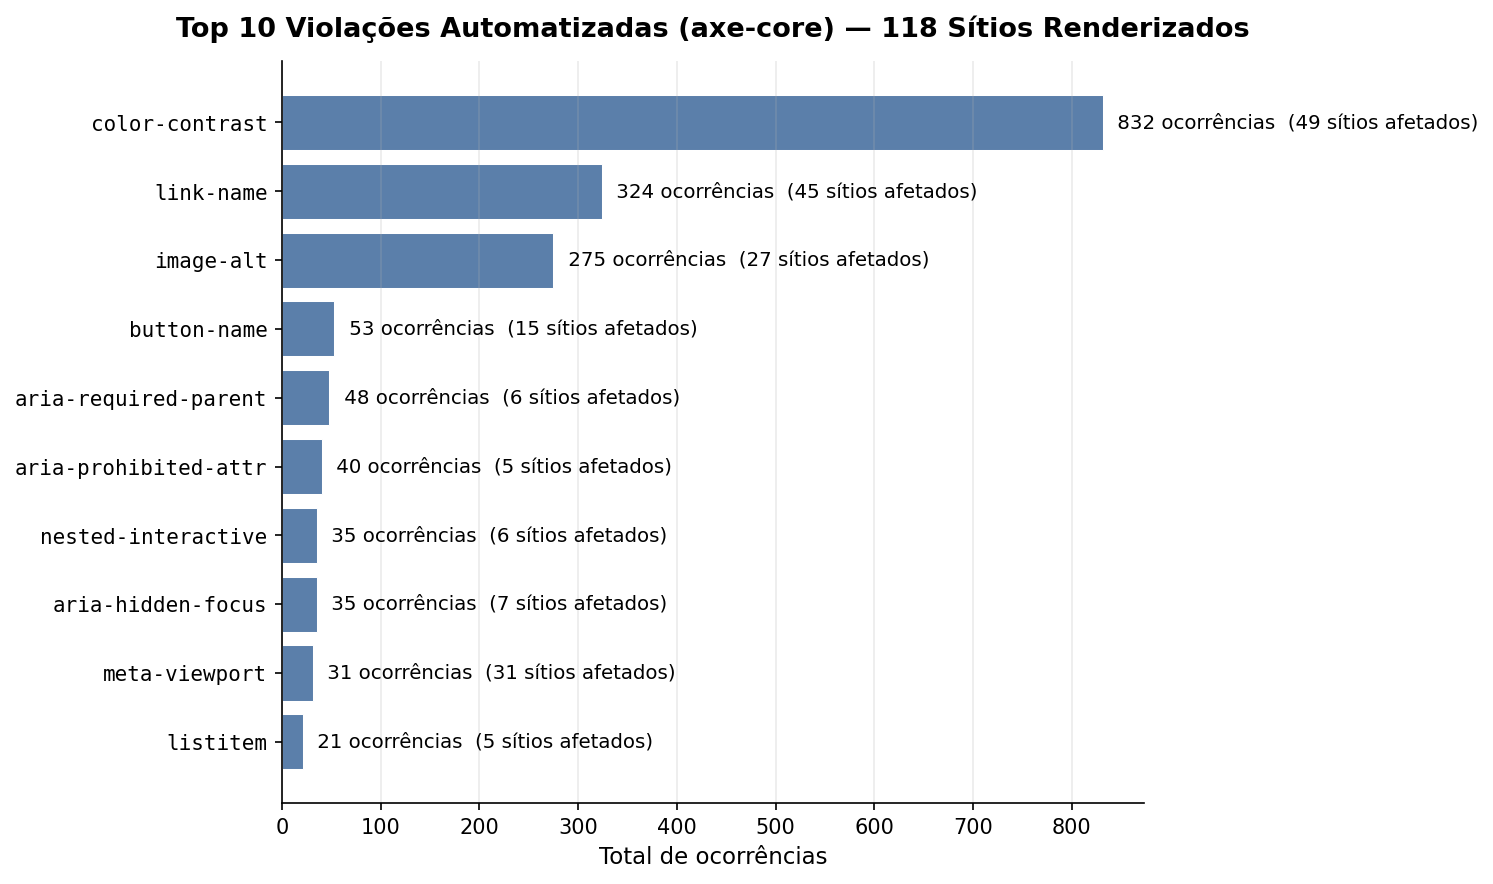 Top 10 Violações Automatizadas (axe-core) — 118 Sítios Renderizados
color-contrast 832 ocorrências (49 sítios afetados)
link-name 324 ocorrências (45 sítios afetados)
image-alt 275 ocorrências (27 sítios afetados)
button-name 53 ocorrências (15 sítios afetados)
aria-required-parent 48 ocorrências (6 sítios afetados)
aria-prohibited-attr 40 ocorrências (5 sítios afetados)
nested-interactive 35 ocorrências (6 sítios afetados)
aria-hidden-focus 35 ocorrências (7 sítios afetados)
meta-viewport 31 ocorrências (31 sítios afetados)
listitem 21 ocorrências (5 sítios afetados)
0 100 200 300 400 500 600 700 800
Total de ocorrências